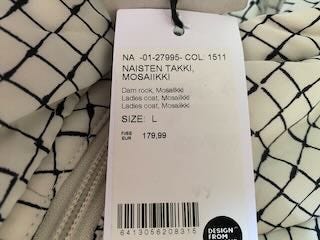 NA -01-27995- COL. 1511
NAISTEN TAKKI,
MOSAIIKKI
Dam rock, Mosaiikki
Ladies coat, Mosaiikki
Ladies coat, Mosaiikki
SIZE: L
FI/EE
EUR 179,99
6413056208315
DESIGN
FROM